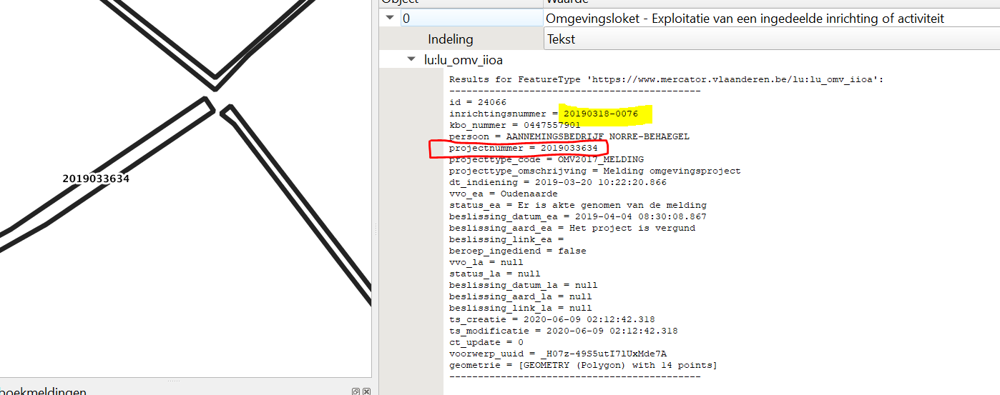 Object Waarde
0 Omgevingsloket - Exploitatie van een ingedeelde inrichting of activiteit
Indeling Tekst
lu:lu_omv_iioa
Results for FeatureType 'https://www.mercator.vlaanderen.be/lu:lu_omv_iioa':
--------------------------------------------
id = 24066
inrichtingsnummer = 20190318-0076
kbo_nummer = 0447557901
persoon = AANNEMINGSBEDRIJF NORRE-BEHAEGEL
projectnummer = 2019033634
projecttype_code = OMV2017_MELDING
projecttype_omschrijving = Melding omgevingsproject
dt_indiening = 2019-03-20 10:22:20.866
vvo_ea = Oudenaarde
status_ea = Er is akte genomen van de melding
beslissing_datum_ea = 2019-04-04 08:30:08.867
beslissing_aard_ea = Het project is vergund
beslissing_link_ea =
beroep_ingediend = false
vvo_la = null
status_la = null
beslissing_datum_la = null
beslissing_aard_la = null
beslissing_link_la = null
ts_creatie = 2020-06-09 02:12:42.318
ts_modificatie = 2020-06-09 02:12:42.318
ct_update = 0
voorwerp_uuid = _H07z-49S5utI7lUxMde7A
geometrie = [GEOMETRY (Polygon) with 14 points]
--------------------------------------------
2019033634
boekmeldingen